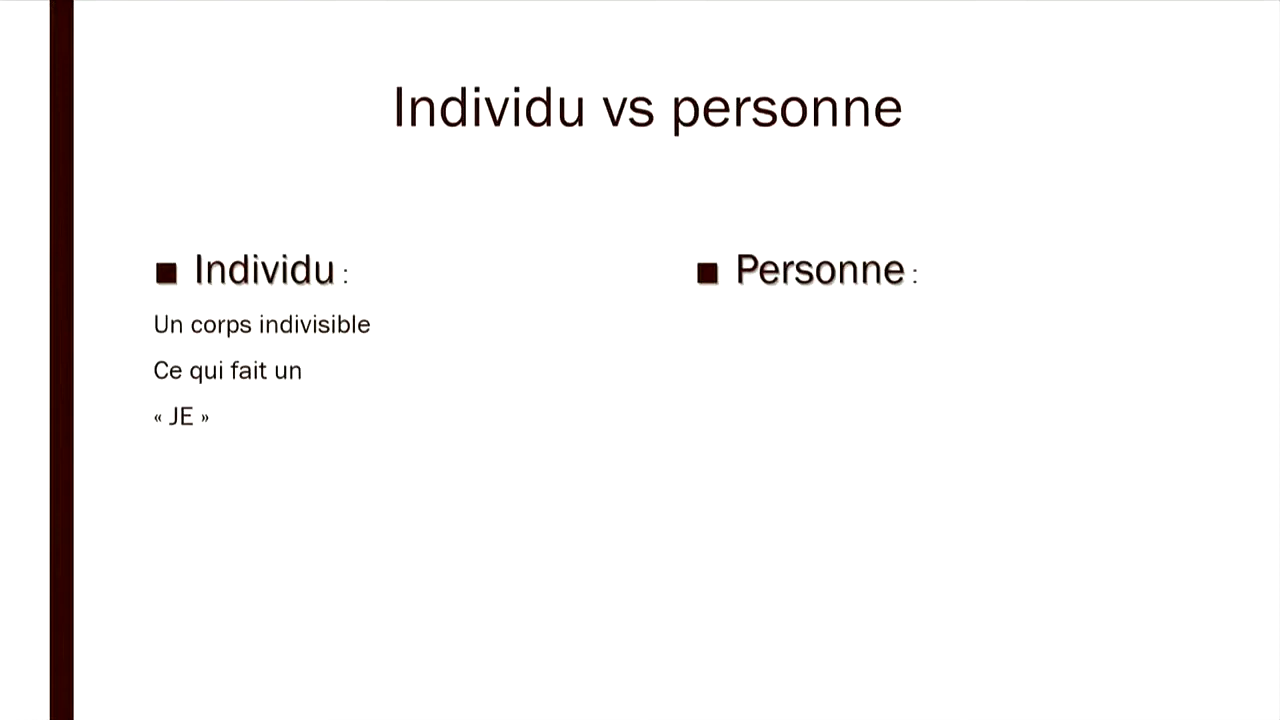 Individu vs personne
■ Individu :
Un corps indivisible
Ce qui fait un
« JE »
■ Personne :